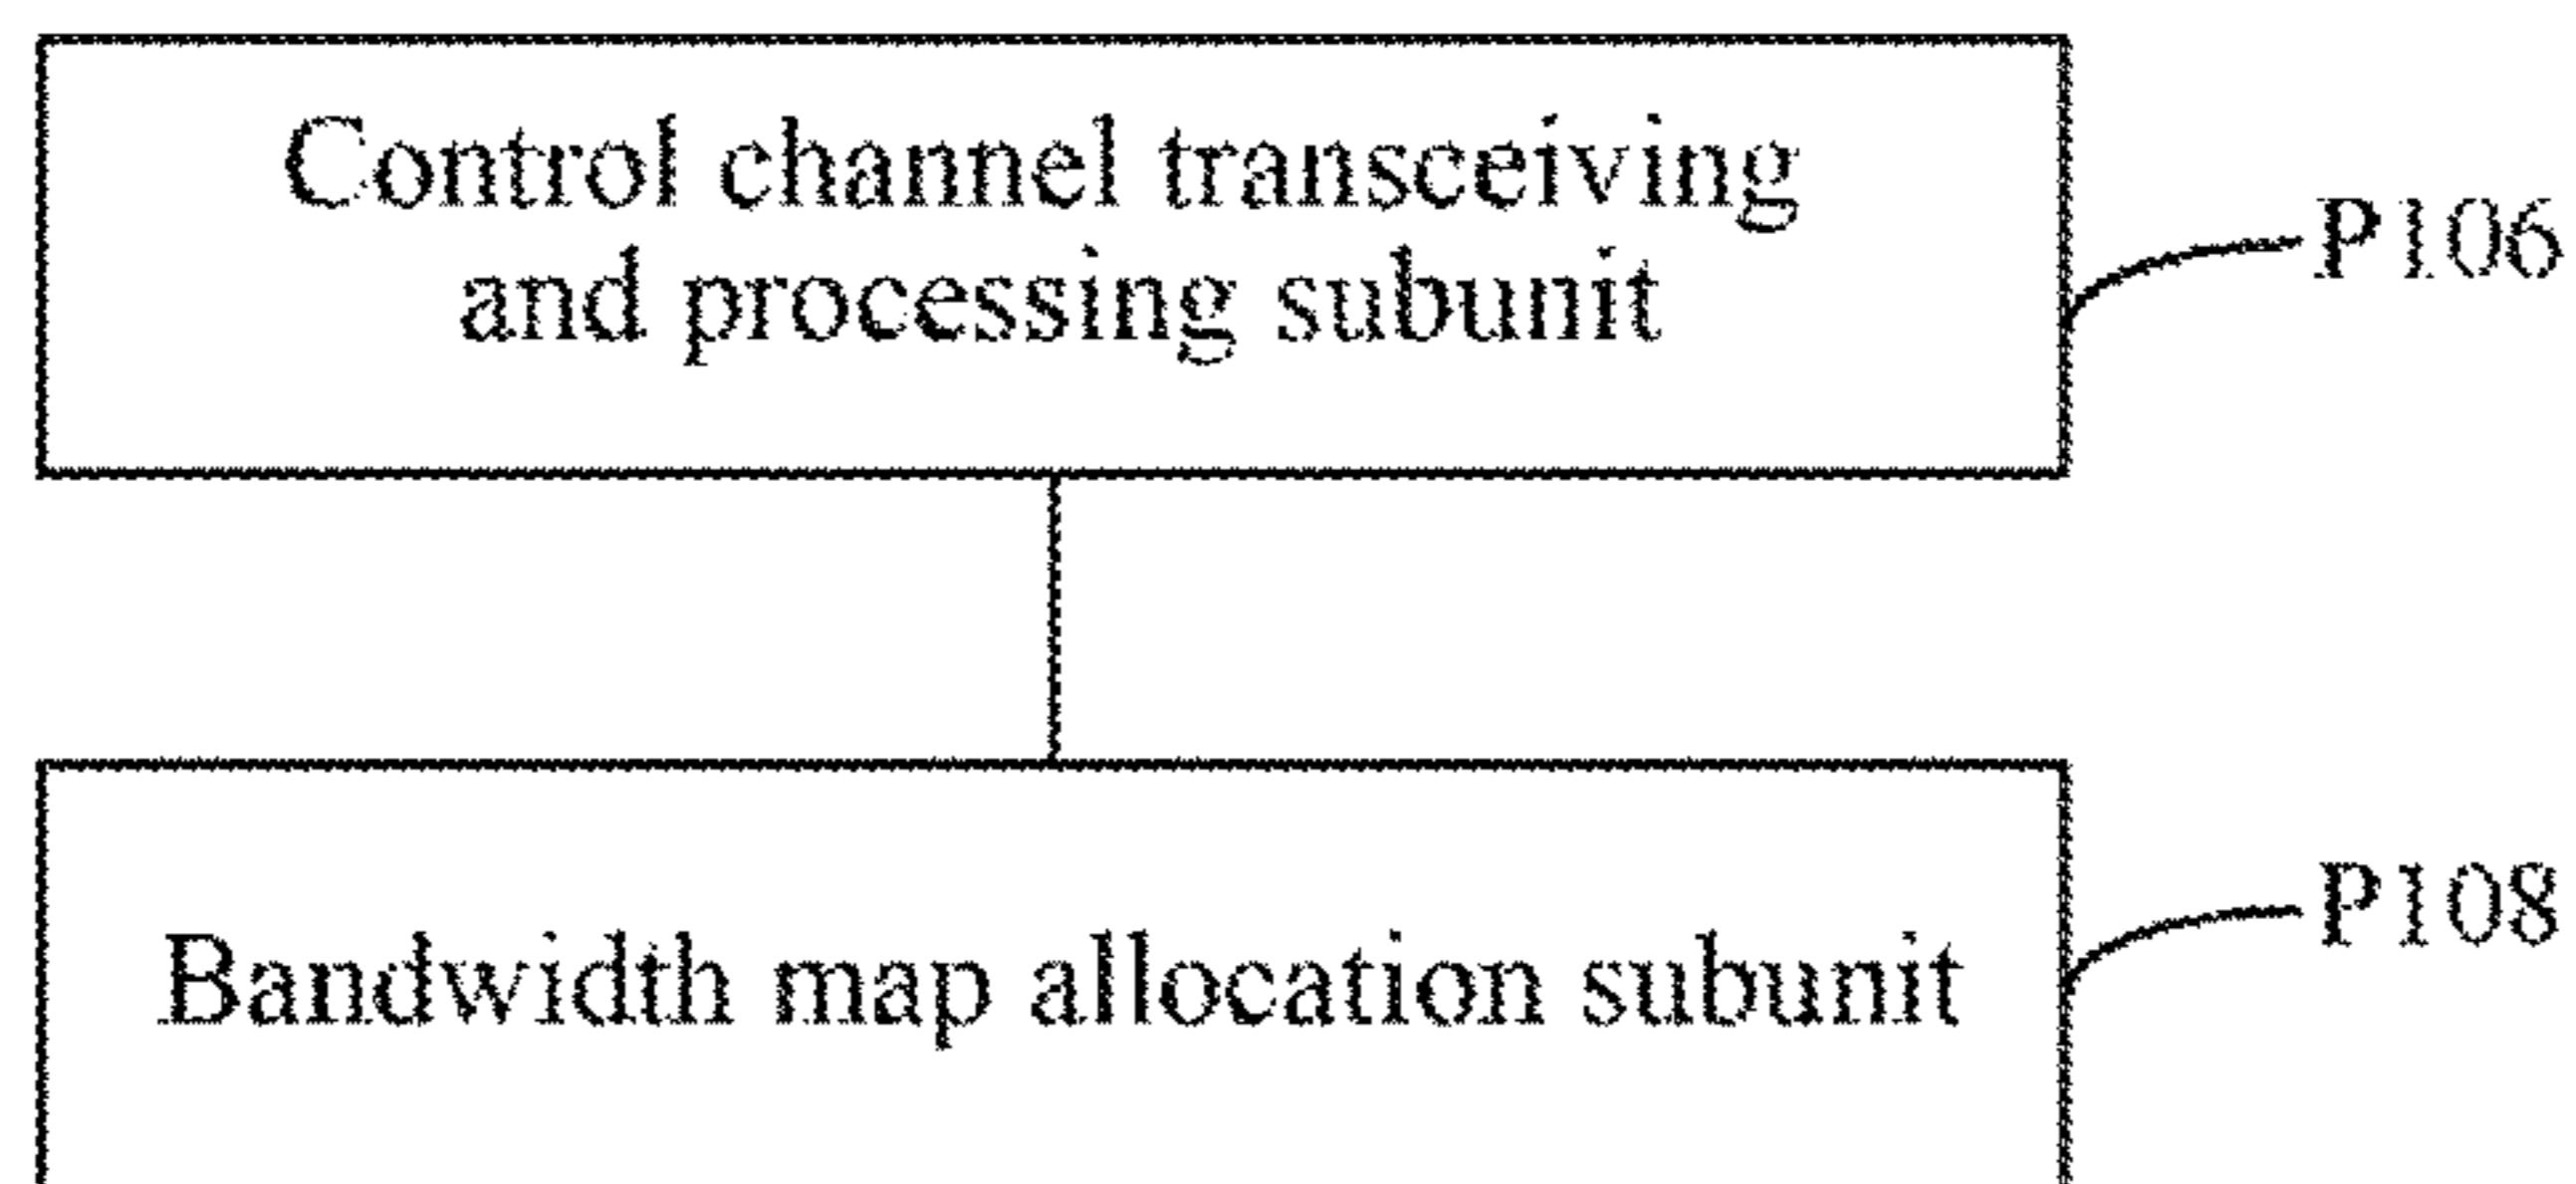 Control channel transceiving
and processing subunit
P106
Bandwidth map allocation subunit
P108